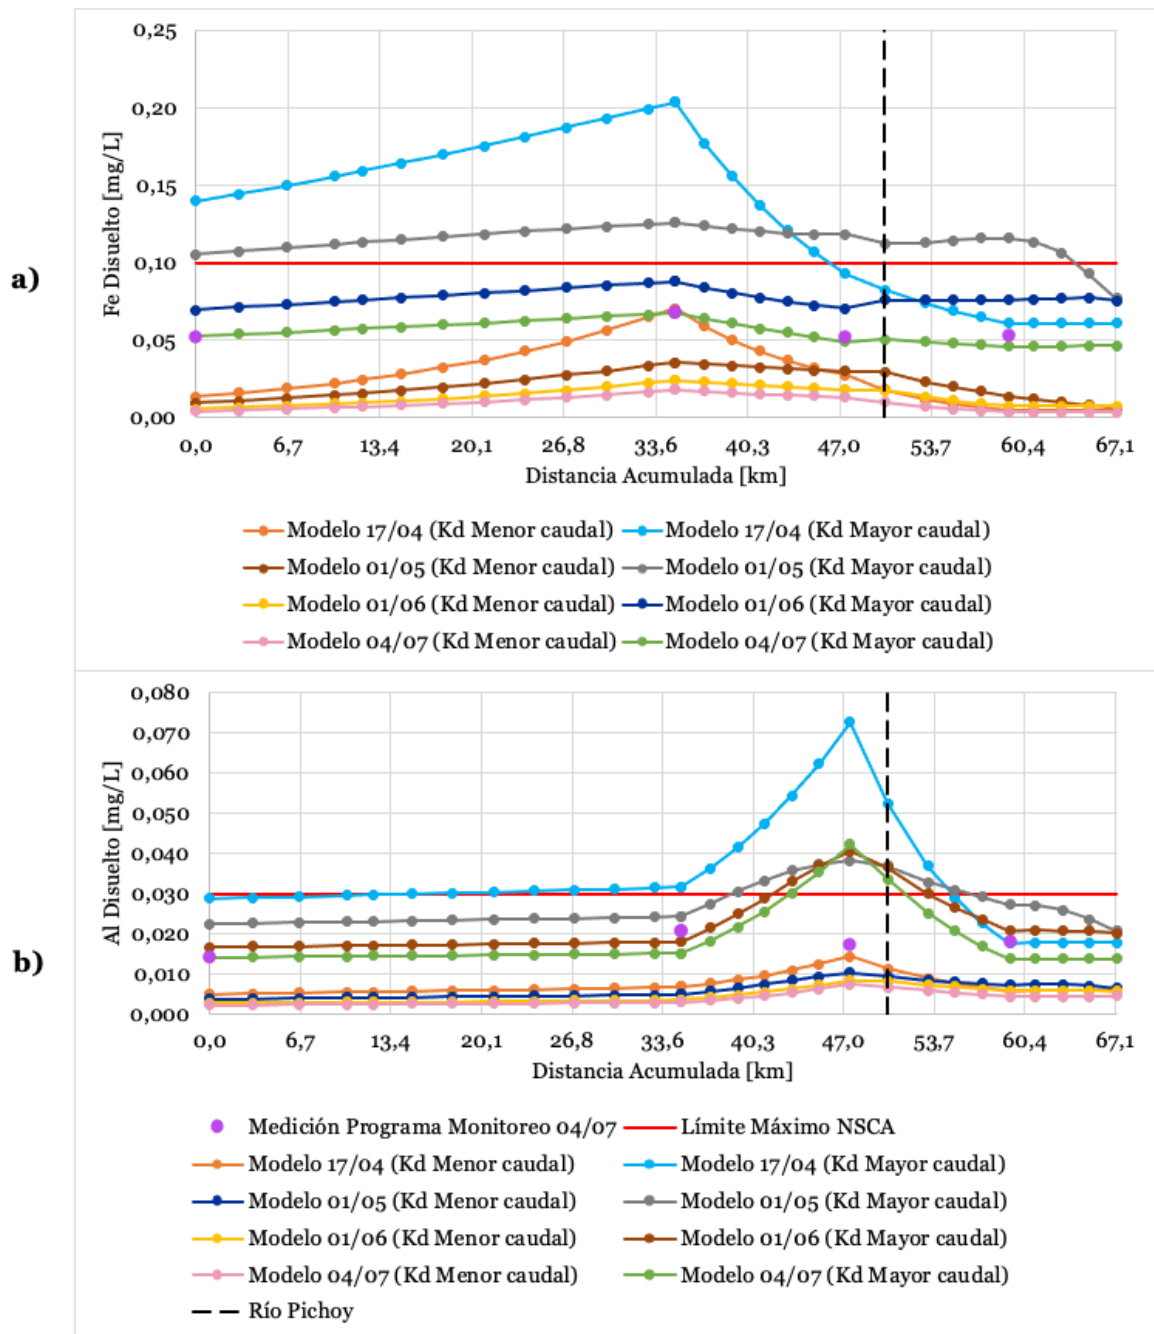 a)
Fe Disuelto [mg/L]
0,25
0,20
0,15
0,10
0,05
0,00
0,0 6,7 13,4 20,1 26,8 33,6 40,3 47,0 53,7 60,4 67,1
Distancia Acumulada [km]
Modelo 17/04 (Kd Menor caudal) Modelo 17/04 (Kd Mayor caudal)
Modelo 01/05 (Kd Menor caudal) Modelo 01/05 (Kd Mayor caudal)
Modelo 01/06 (Kd Menor caudal) Modelo 01/06 (Kd Mayor caudal)
Modelo 04/07 (Kd Menor caudal) Modelo 04/07 (Kd Mayor caudal)
b)
Al Disuelto [mg/L]
0,080
0,070
0,060
0,050
0,040
0,030
0,020
0,010
0,000
0,0 6,7 13,4 20,1 26,8 33,6 40,3 47,0 53,7 60,4 67,1
Distancia Acumulada [km]
Medición Programa Monitoreo 04/07 Límite Máximo NSCA
Modelo 17/04 (Kd Menor caudal) Modelo 17/04 (Kd Mayor caudal)
Modelo 01/05 (Kd Menor caudal) Modelo 01/05 (Kd Mayor caudal)
Modelo 01/06 (Kd Menor caudal) Modelo 01/06 (Kd Mayor caudal)
Modelo 04/07 (Kd Menor caudal) Modelo 04/07 (Kd Mayor caudal)
Río Pichoy